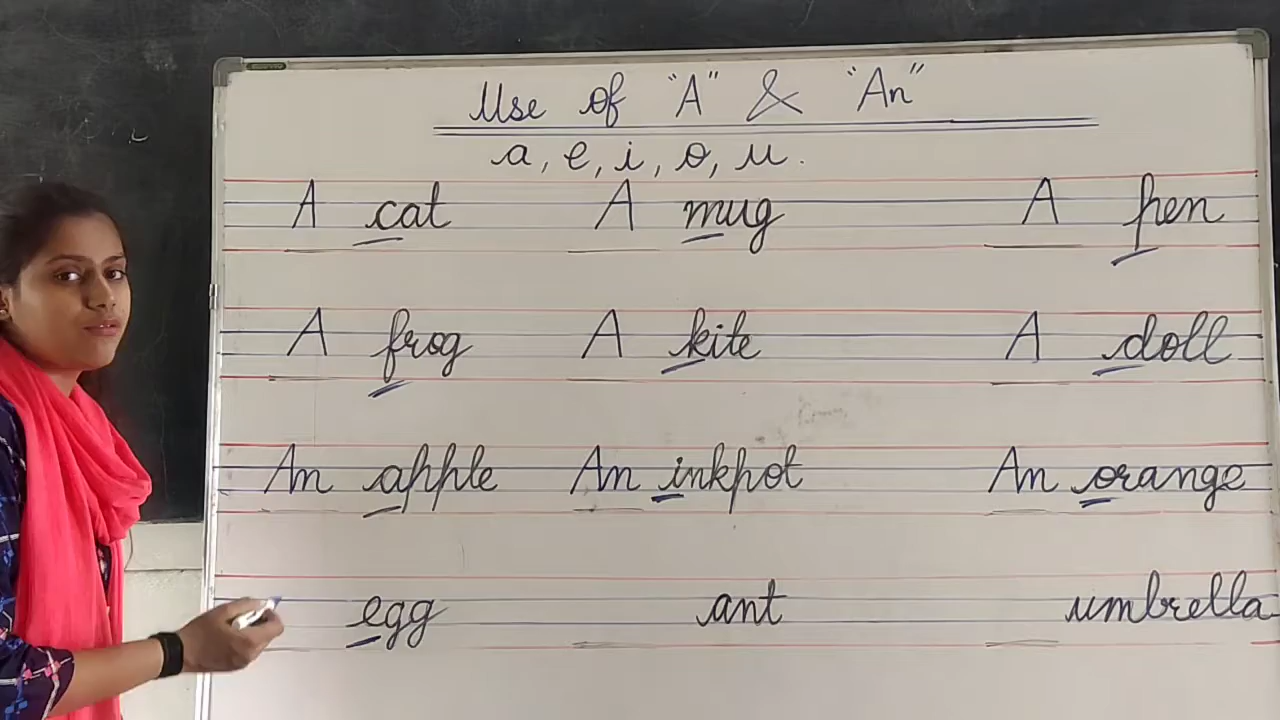 Use of "A" & "An"
a, e, i, o, u.
A cat A mug A pen
A frog A kite A doll
An apple An inkpot An orange
egg ant umbrella